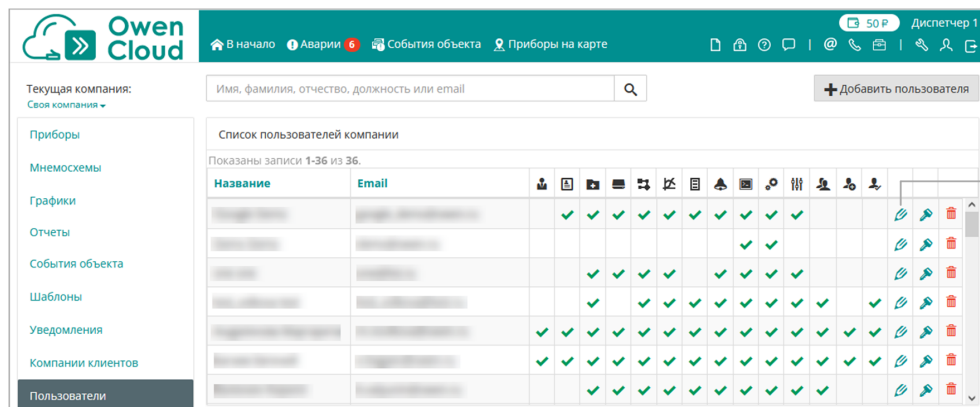 Owen
Cloud
50 ₽
Диспетчер 1
В начало
Аварии 6
События объекта
Приборы на карте
Текущая компания:
Своя компания
Имя, фамилия, отчество, должность или email
Добавить пользователя
Приборы
Мнемосхемы
Графики
Отчеты
События объекта
Шаблоны
Уведомления
Компании клиентов
Пользователи
Список пользователей компании
Показаны записи 1-36 из 36.
Название
Email